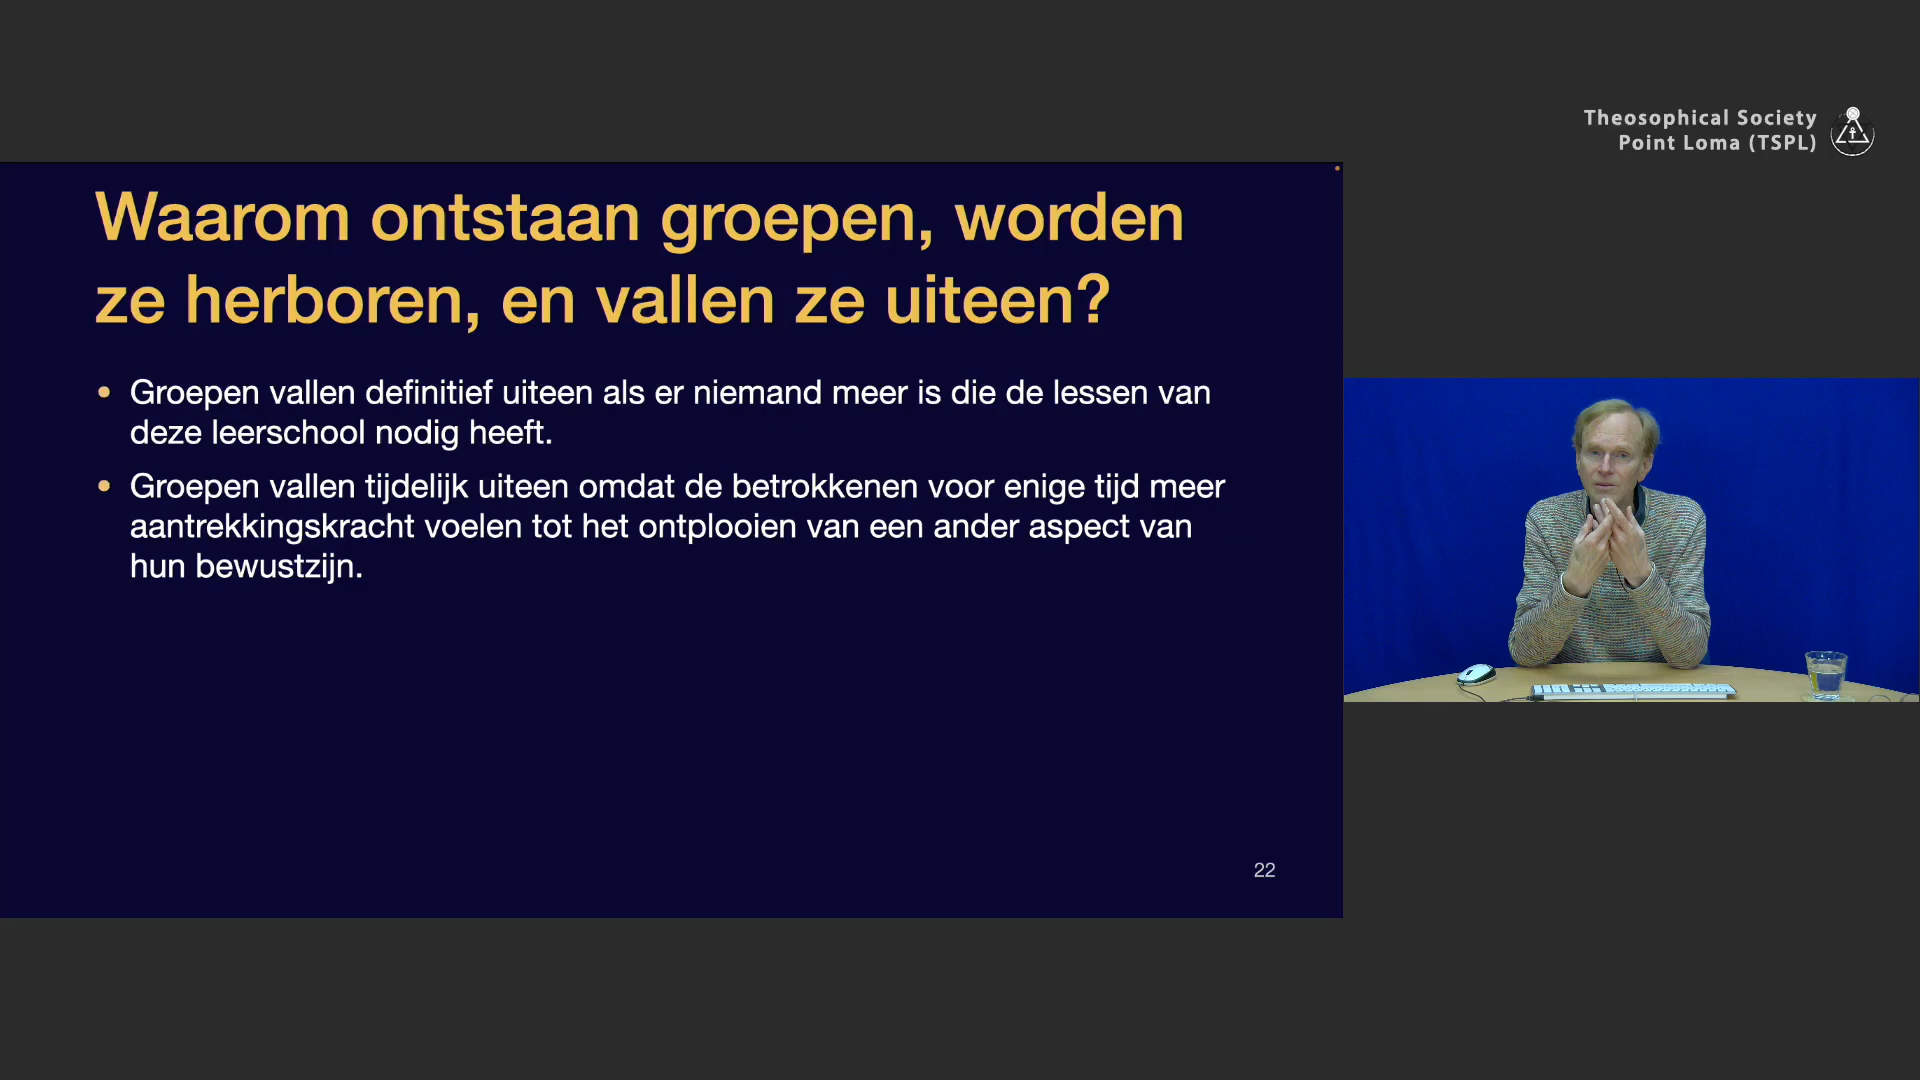 Theosophical Society
Point Loma (TSPL)
Waarom ontstaan groepen, worden
ze herboren, en vallen ze uiteen?
• Groepen vallen definitief uiteen als er niemand meer is die de lessen van
deze leerschool nodig heeft.
• Groepen vallen tijdelijk uiteen omdat de betrokkenen voor enige tijd meer
aantrekkingskracht voelen tot het ontplooien van een ander aspect van
hun bewustzijn.
22